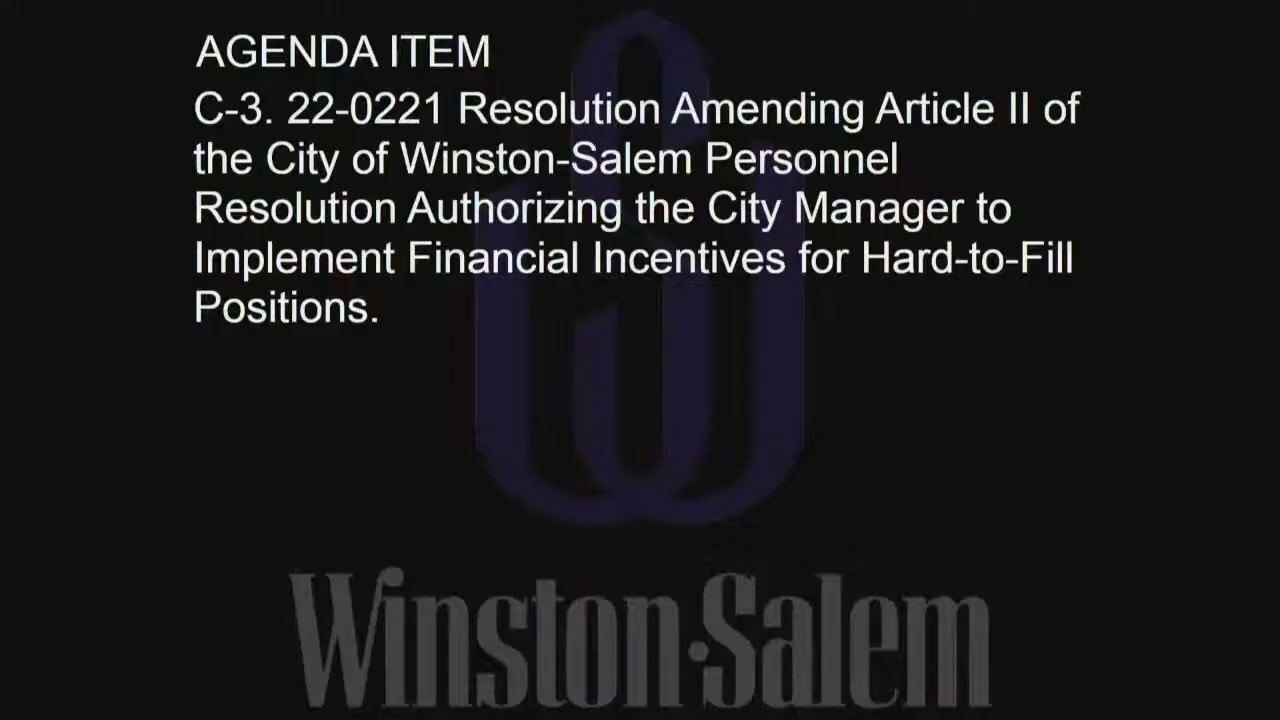 AGENDA ITEM
C-3. 22-0221 Resolution Amending Article II of
the City of Winston-Salem Personnel
Resolution Authorizing the City Manager to
Implement Financial Incentives for Hard-to-Fill
Positions.
Winston·Salem